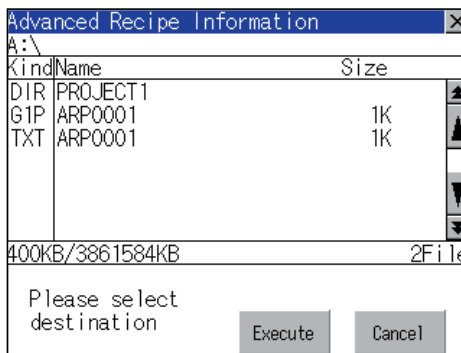 Advanced Recipe Information ×
A:\
Kind Name Size
DIR PROJECT1
G1P ARP0001 1K
TXT ARP0001 1K
400KB/3861584KB 2File
Please select
destination
Execute Cancel